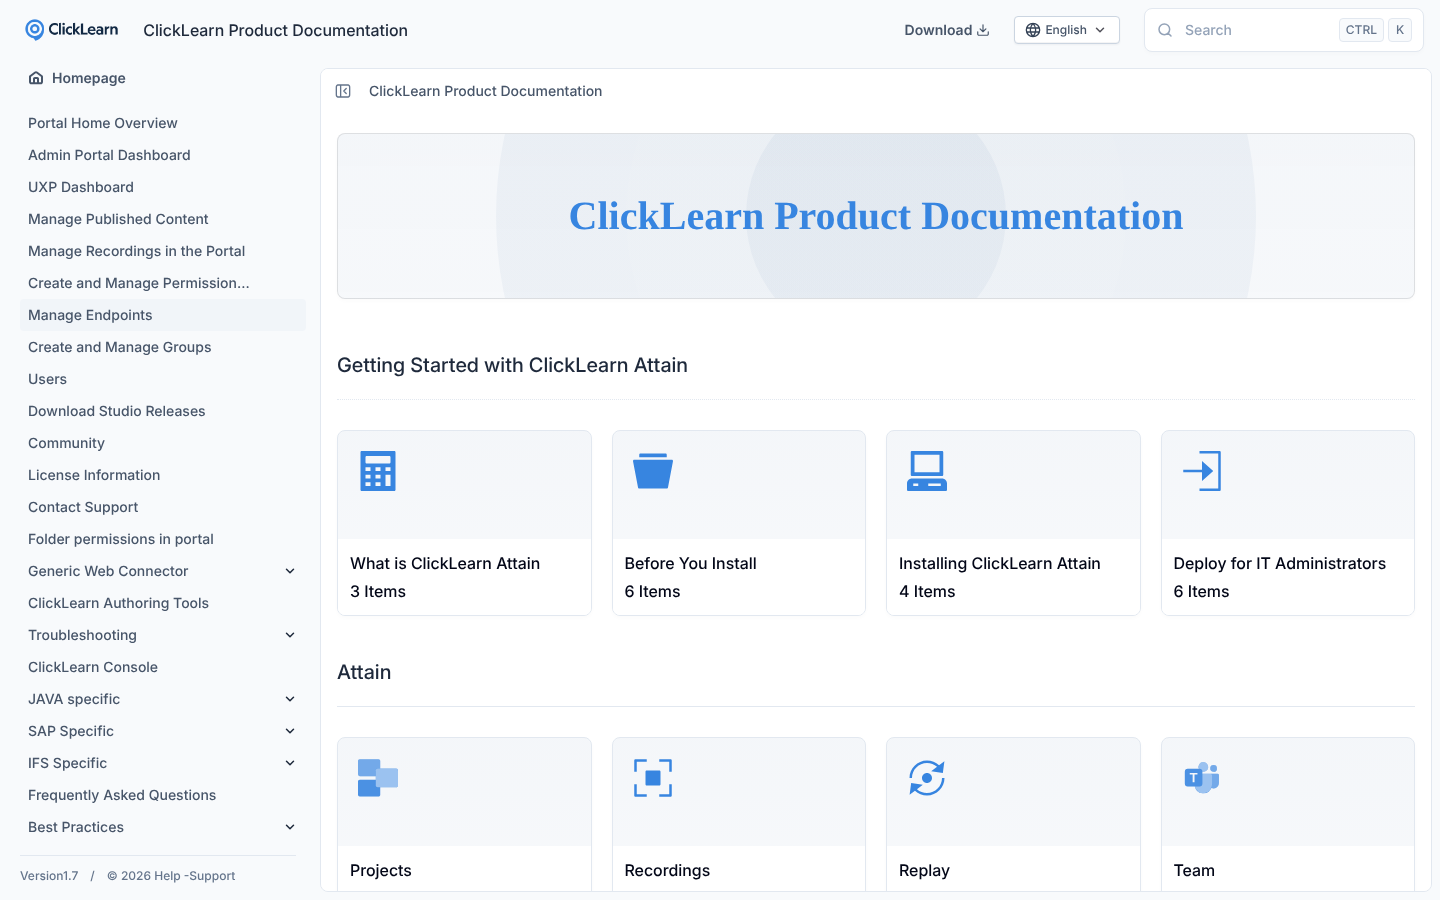 ClickLearn
ClickLearn Product Documentation
Download
English
Search
CTRL
K
Homepage
Portal Home Overview
Admin Portal Dashboard
UXP Dashboard
Manage Published Content
Manage Recordings in the Portal
Create and Manage Permission...
Manage Endpoints
Create and Manage Groups
Users
Download Studio Releases
Community
License Information
Contact Support
Folder permissions in portal
Generic Web Connector
ClickLearn Authoring Tools
Troubleshooting
ClickLearn Console
JAVA specific
SAP Specific
IFS Specific
Frequently Asked Questions
Best Practices
Version1.7 / © 2026 Help -Support
ClickLearn Product Documentation
ClickLearn Product Documentation
Getting Started with ClickLearn Attain
What is ClickLearn Attain
3 Items
Before You Install
6 Items
Installing ClickLearn Attain
4 Items
Deploy for IT Administrators
6 Items
Attain
Projects
Recordings
Replay
T
Team